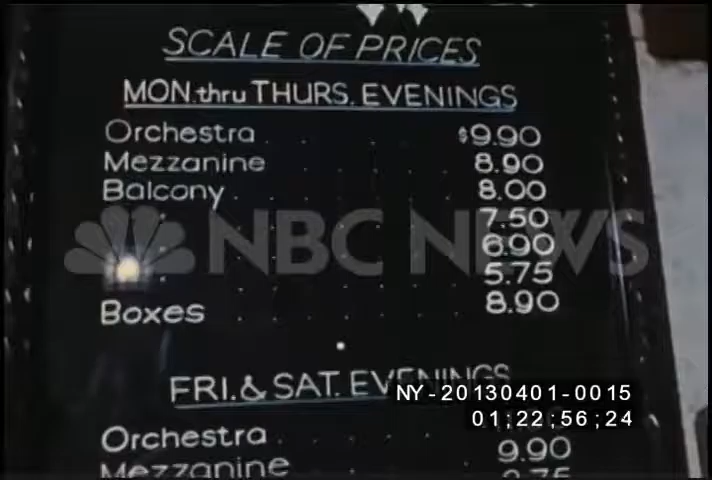 SCALE OF PRICES
MON. thru THURS. EVENINGS
Orchestra . . . . . $9.90
Mezzanine . . . . 8.90
Balcony . . . . . 8.00
7.50
NBC NEWS
6.90
5.75
Boxes . . . . . 8.90
FRI. & SAT. EVENINGS
NY-20130401-0015
01;22;56;24
Orchestra . . . . .
9.90
Mezzanine